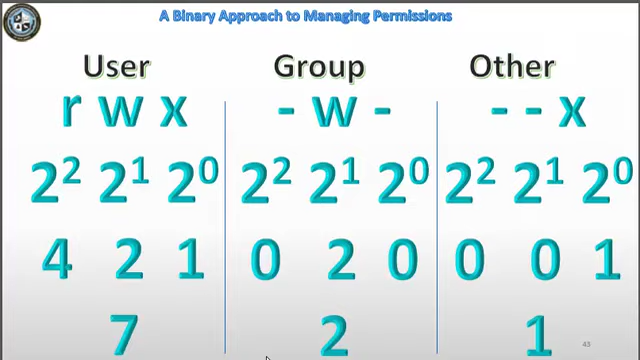 A Binary Approach to Managing Permissions
User Group Other
r w x - w - - - x
2² 2¹ 2⁰ 2² 2¹ 2⁰ 2² 2¹ 2⁰
4 2 1 0 2 0 0 0 1
7 2 1
43